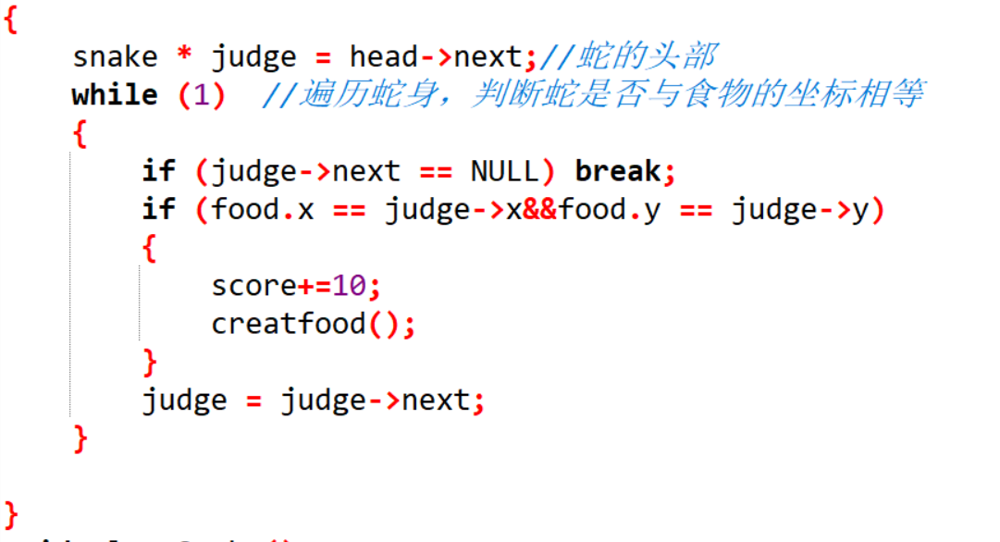 {
snake * judge = head->next;//蛇的头部
while (1) //遍历蛇身，判断蛇是否与食物的坐标相等
{
if (judge->next == NULL) break;
if (food.x == judge->x&&food.y == judge->y)
{
score+=10;
creatfood();
}
judge = judge->next;
}
}